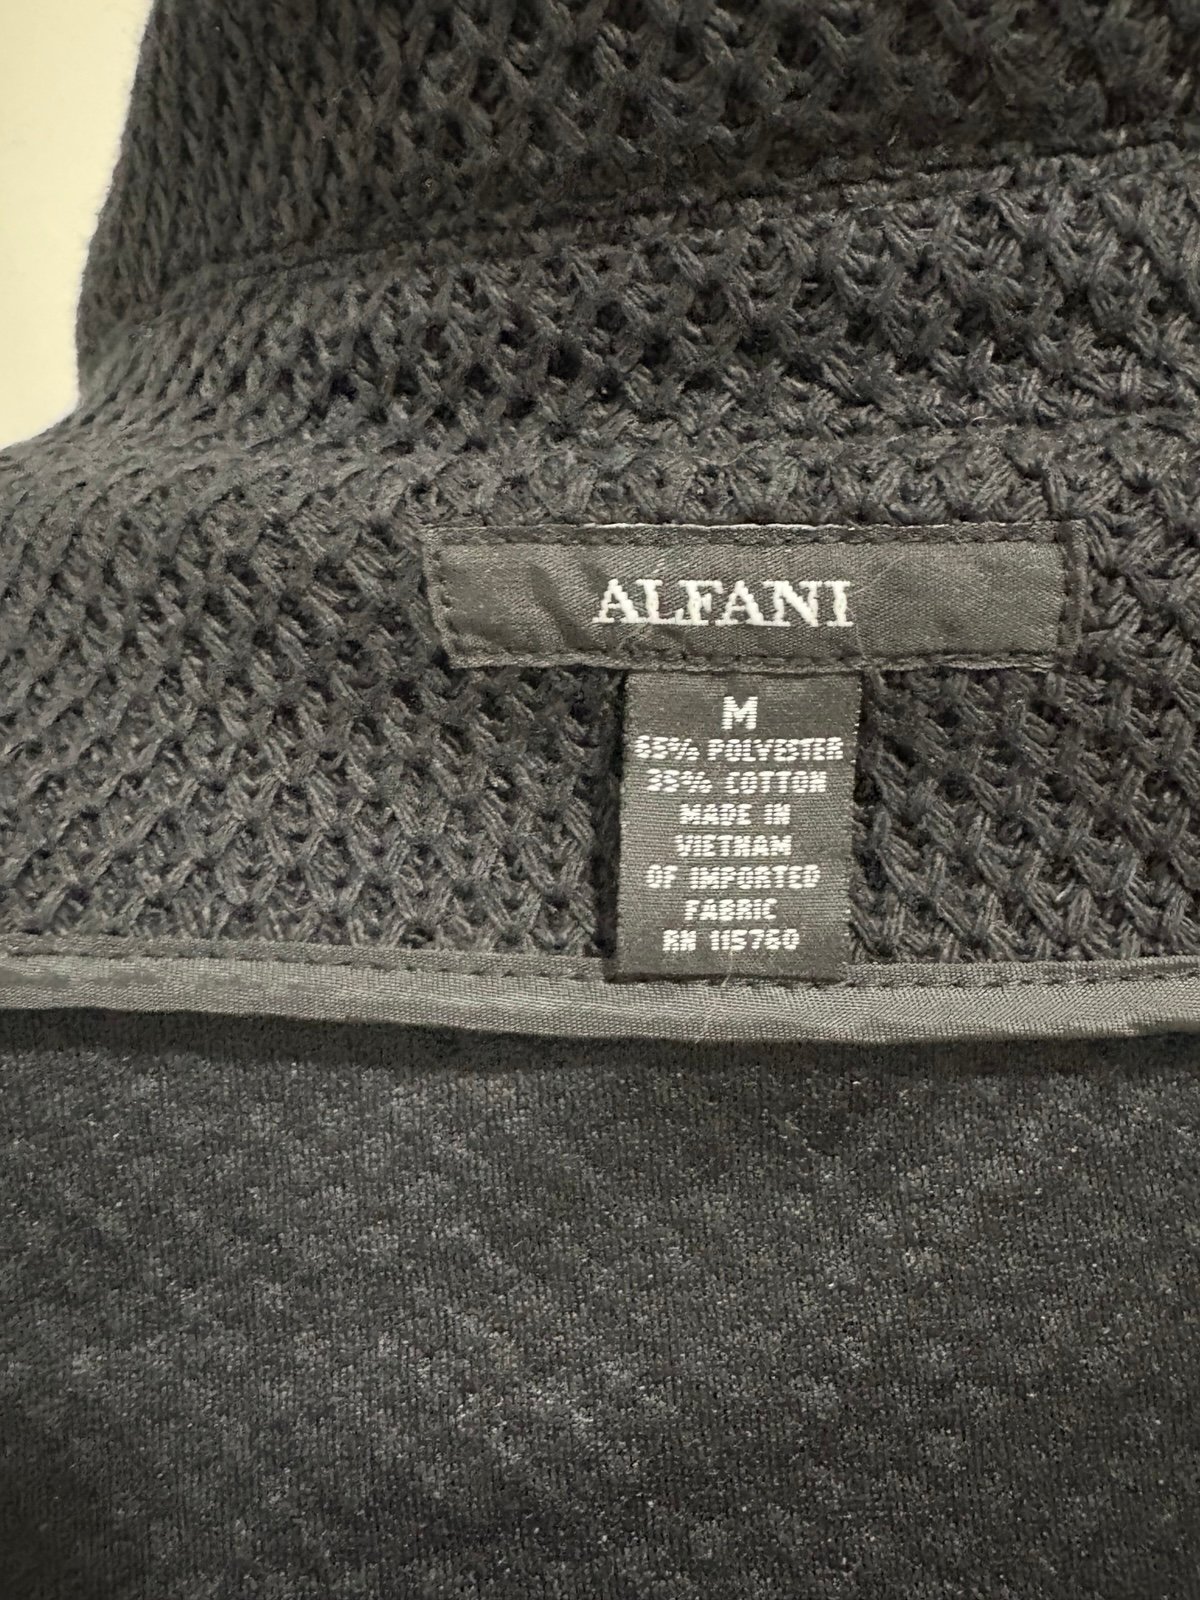 ALFANI
M
65% POLYESTER
35% COTTON
MADE IN
VIETNAM
OF IMPORTED
FABRIC
RN 115760